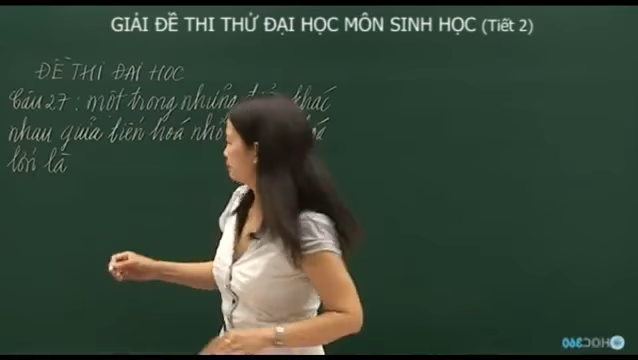 GIẢI ĐỀ THI THỬ ĐẠI HỌC MÔN SINH HỌC (Tiết 2)
ĐỀ THI ĐẠI HỌC
Câu 27 : một trong những khác
nhau giữa tiến hoá nhỏ
lớn là
HOC360